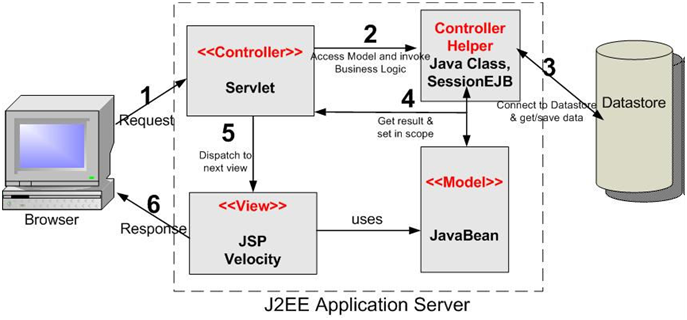 <<Controller>>
Servlet
2
Access Model and invoke
Business Logic
Controller
Helper
Java Class,
SessionEJB
3
Connect to Datastore
& get/save data
Datastore
1
Request
4
Get result &
set in scope
5
Dispatch to
next view
Browser
6
Response
<<View>>
JSP
Velocity
uses
<<Model>>
JavaBean
J2EE Application Server